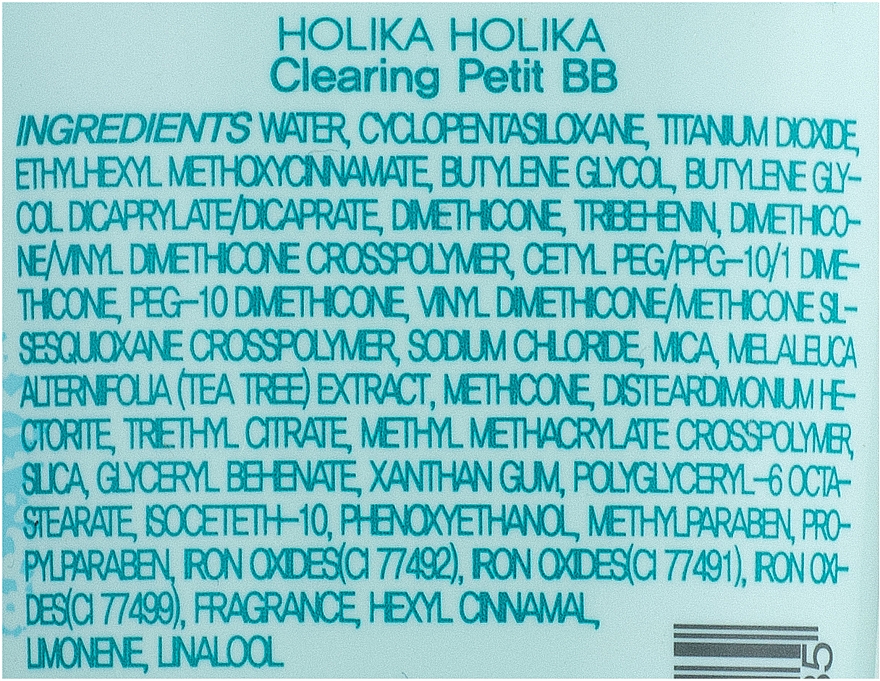 HOLIKA HOLIKA
Clearing Petit BB
INGREDIENTS WATER, CYCLOPENTASILOXANE, TITANIUM DIOXIDE,
ETHYLHEXYL METHOXYCINNAMATE, BUTYLENE GLYCOL, BUTYLENE GLY-
COL DICAPRYLATE/DICAPRATE, DIMETHICONE, TRIBEHENIN, DIMETHICO-
NE/VINYL DIMETHICONE CROSSPOLYMER, CETYL PEG/PPG-10/1 DIME-
THICONE, PEG-10 DIMETHICONE, VINYL DIMETHICONE/METHICONE SIL-
SESQUIOXANE CROSSPOLYMER, SODIUM CHLORIDE, MICA, MELALEUCA
ALTERNIFOLIA (TEA TREE) EXTRACT, METHICONE, DISTEARDIMONIUM HE-
CTORITE, TRIETHYL CITRATE, METHYL METHACRYLATE CROSSPOLYMER,
SILICA, GLYCERYL BEHENATE, XANTHAN GUM, POLYGLYCERYL-6 OCTA-
STEARATE, ISOCETETH-10, PHENOXYETHANOL, METHYLPARABEN, PRO-
PYLPARABEN, IRON OXIDES(CI 77492), IRON OXIDES(CI 77491), IRON OXI-
DES(CI 77499), FRAGRANCE, HEXYL CINNAMAL,
LIMONENE, LINALOOL